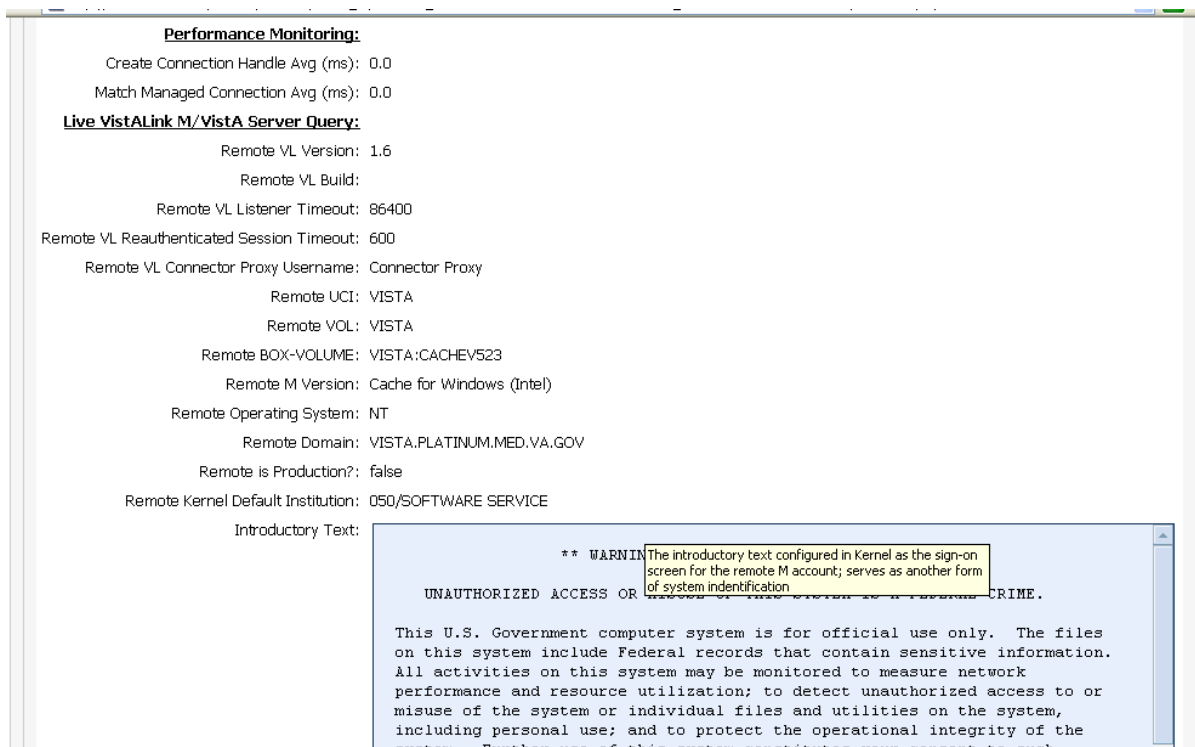 Performance Monitoring:
Create Connection Handle Avg (ms): 0.0
Match Managed Connection Avg (ms): 0.0
Live VistALink M/VistA Server Query:
Remote VL Version: 1.6
Remote VL Build:
Remote VL Listener Timeout: 86400
Remote VL Reauthenticated Session Timeout: 600
Remote VL Connector Proxy Username: Connector Proxy
Remote UCI: VISTA
Remote VOL: VISTA
Remote BOX-VOLUME: VISTA:CACHEV523
Remote M Version: Cache for Windows (Intel)
Remote Operating System: NT
Remote Domain: VISTA.PLATINUM.MED.VA.GOV
Remote is Production?: false
Remote Kernel Default Institution: 050/SOFTWARE SERVICE
Introductory Text:
** WARNIN
The introductory text configured in Kernel as the sign-on
screen for the remote M account; serves as another form
of system indentification
UNAUTHORIZED ACCESS OR MISUSE OF THIS SYSTEM IS A FEDERAL CRIME.
This U.S. Government computer system is for official use only. The files
on this system include Federal records that contain sensitive information.
All activities on this system may be monitored to measure network
performance and resource utilization; to detect unauthorized access to or
misuse of the system or individual files and utilities on the system,
including personal use; and to protect the operational integrity of the